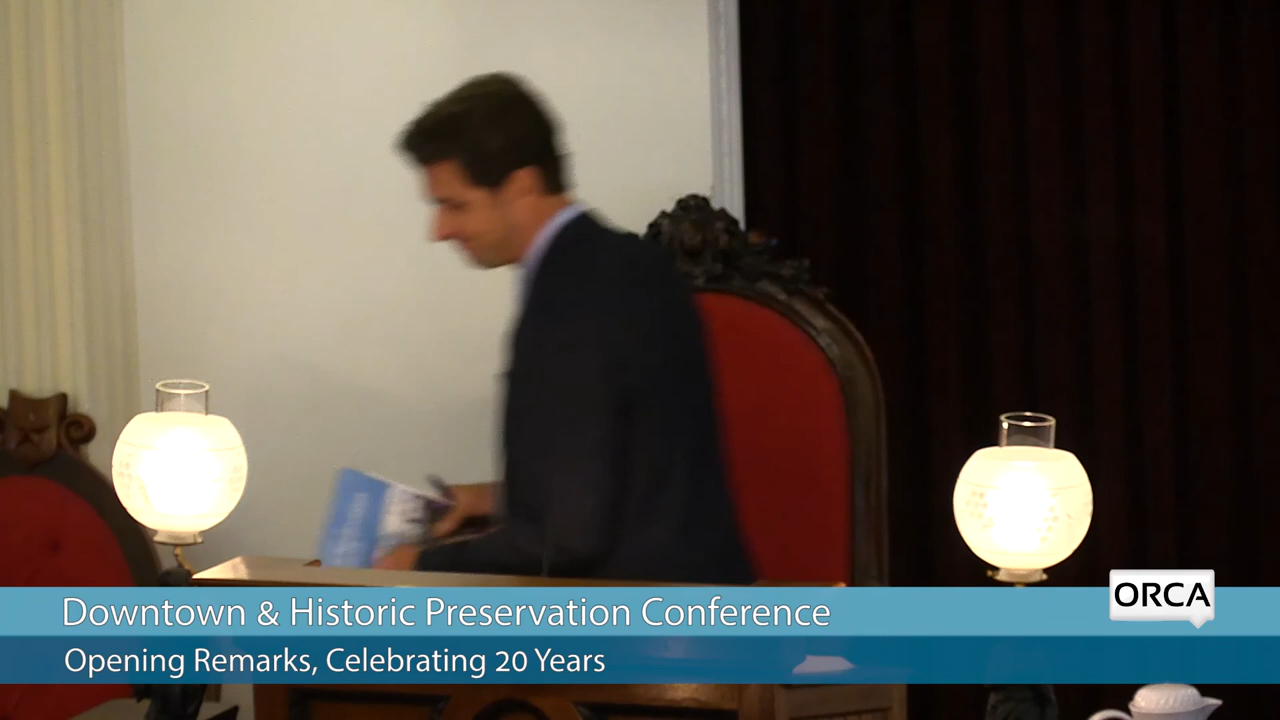 Downtown & Historic Preservation Conference
ORCA
Opening Remarks, Celebrating 20 Years